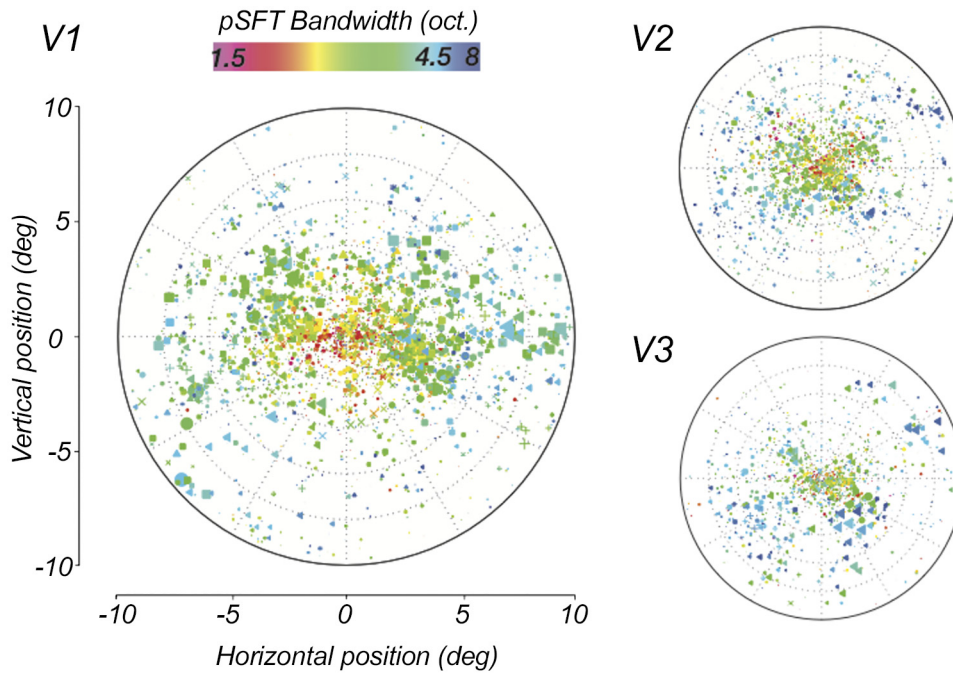 V1
pSFT Bandwidth (oct.)
1.5 4.5 8
V2
10
5
0
-5
-10
Vertical position (deg)
V3
-10 -5 0 5 10
Horizontal position (deg)